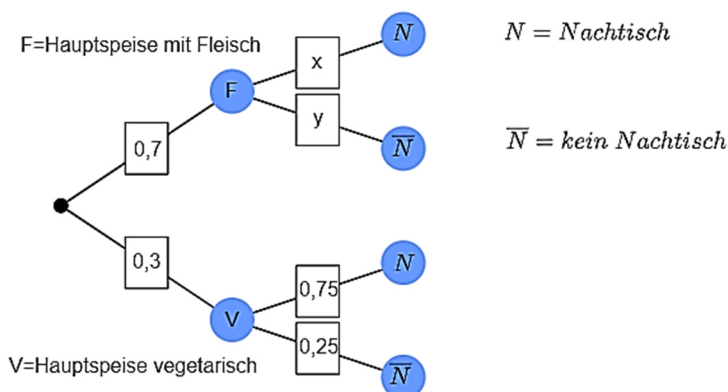 F=Hauptspeise mit Fleisch
x
N
N = Nachtisch
F
y
0,7
N̅
N̅ = kein Nachtisch
0,3
N
0,75
V
0,25
V=Hauptspeise vegetarisch
N̅